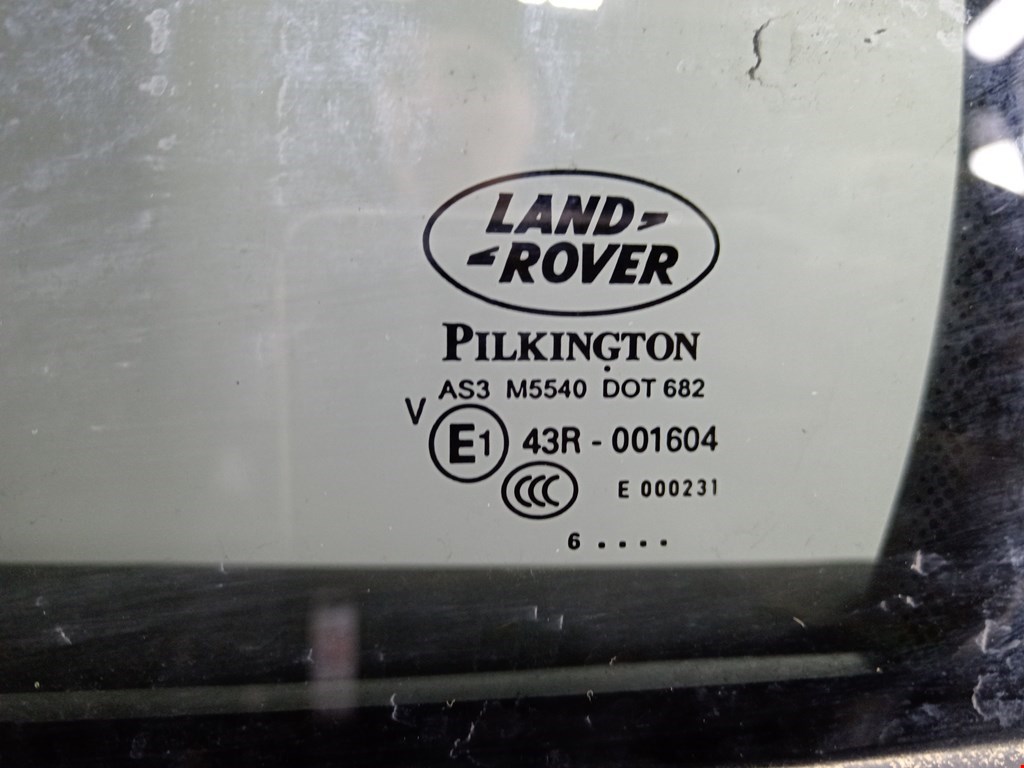 LAND
ROVER
PILKINGTON
AS3 M5540 DOT 682
V
E1 43R - 001604
CCC E 000231
6 . . . .